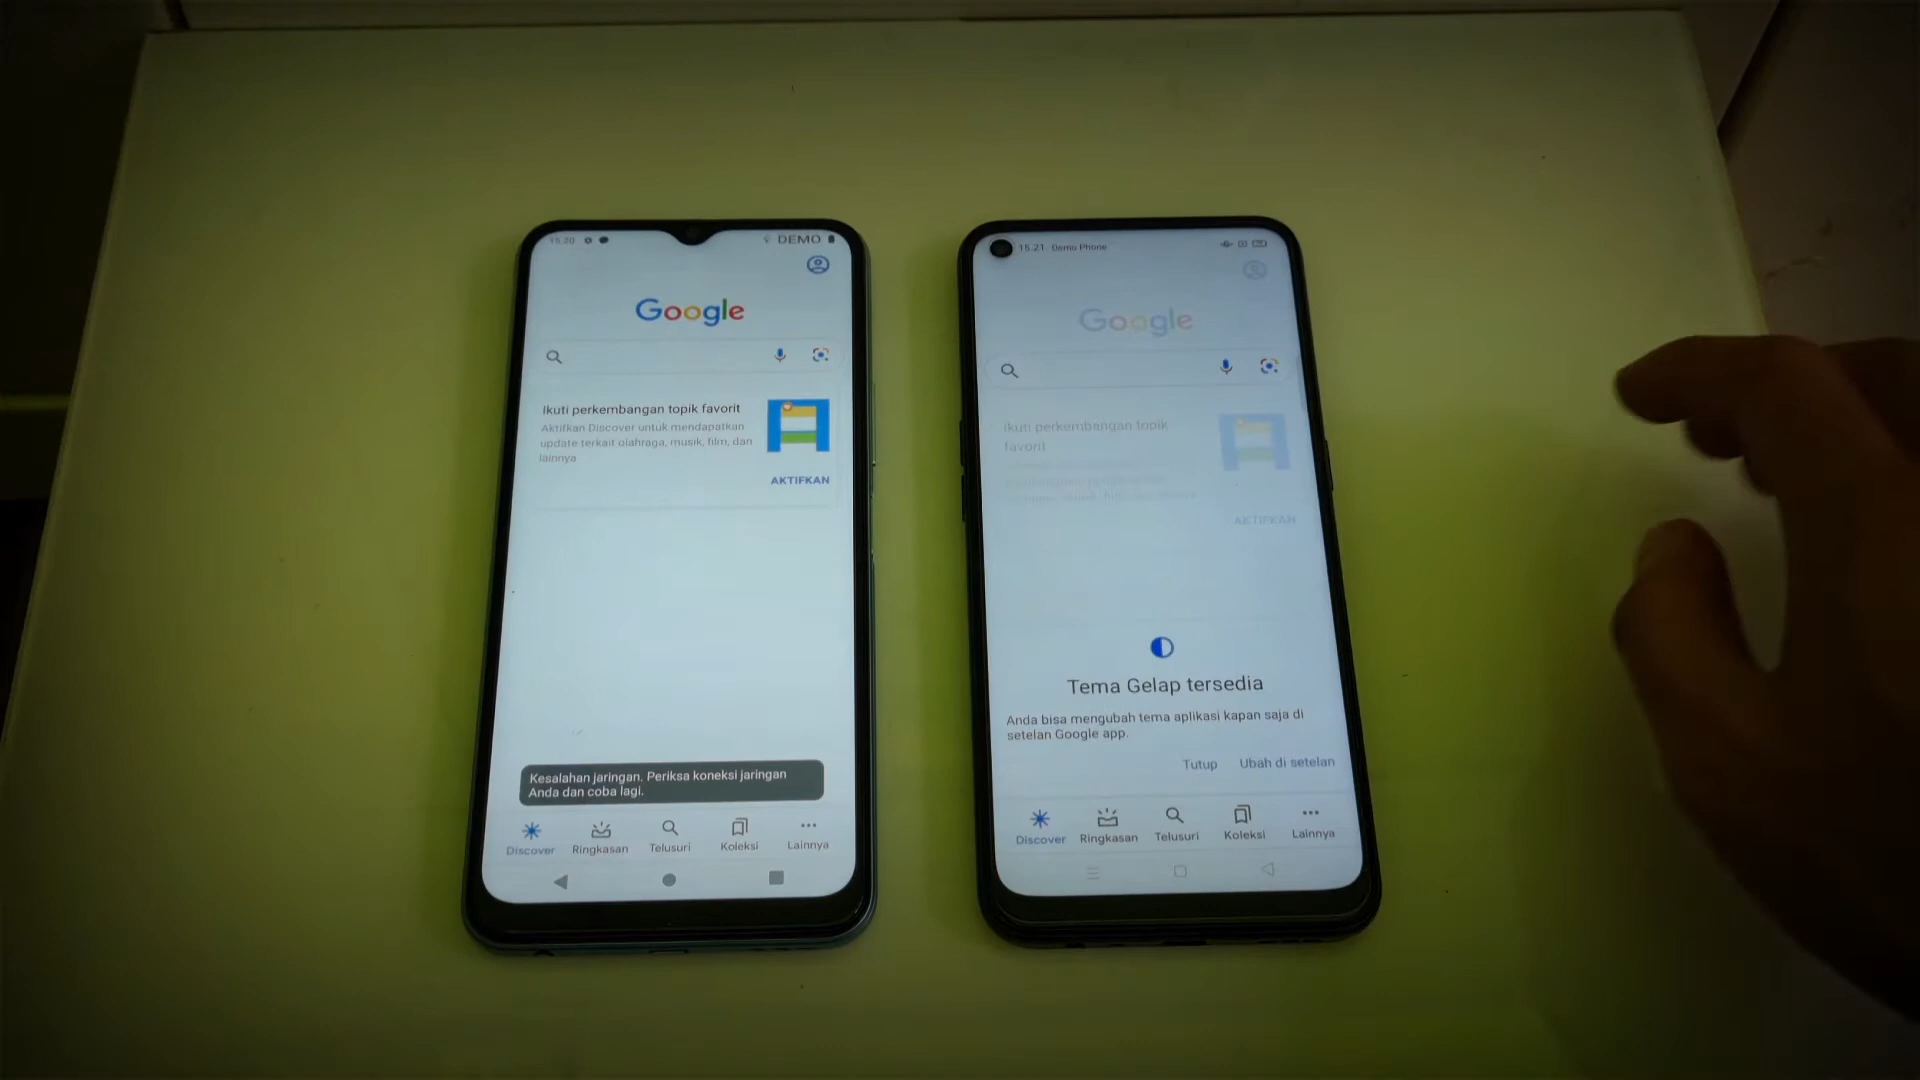 15.20
DEMO
Google
Ikuti perkembangan topik favorit
Aktifkan Discover untuk mendapatkan
update terkait olahraga, musik, film, dan
lainnya
AKTIFKAN
Kesalahan jaringan. Periksa koneksi jaringan
Anda dan coba lagi.
Discover
Ringkasan
Telusuri
Koleksi
Lainnya
15.21 Demo Phone
Google
Ikuti perkembangan topik
favorit
AKTIFKAN
Tema Gelap tersedia
Anda bisa mengubah tema aplikasi kapan saja di
setelan Google app.
Tutup
Ubah di setelan
Discover
Ringkasan
Telusuri
Koleksi
Lainnya